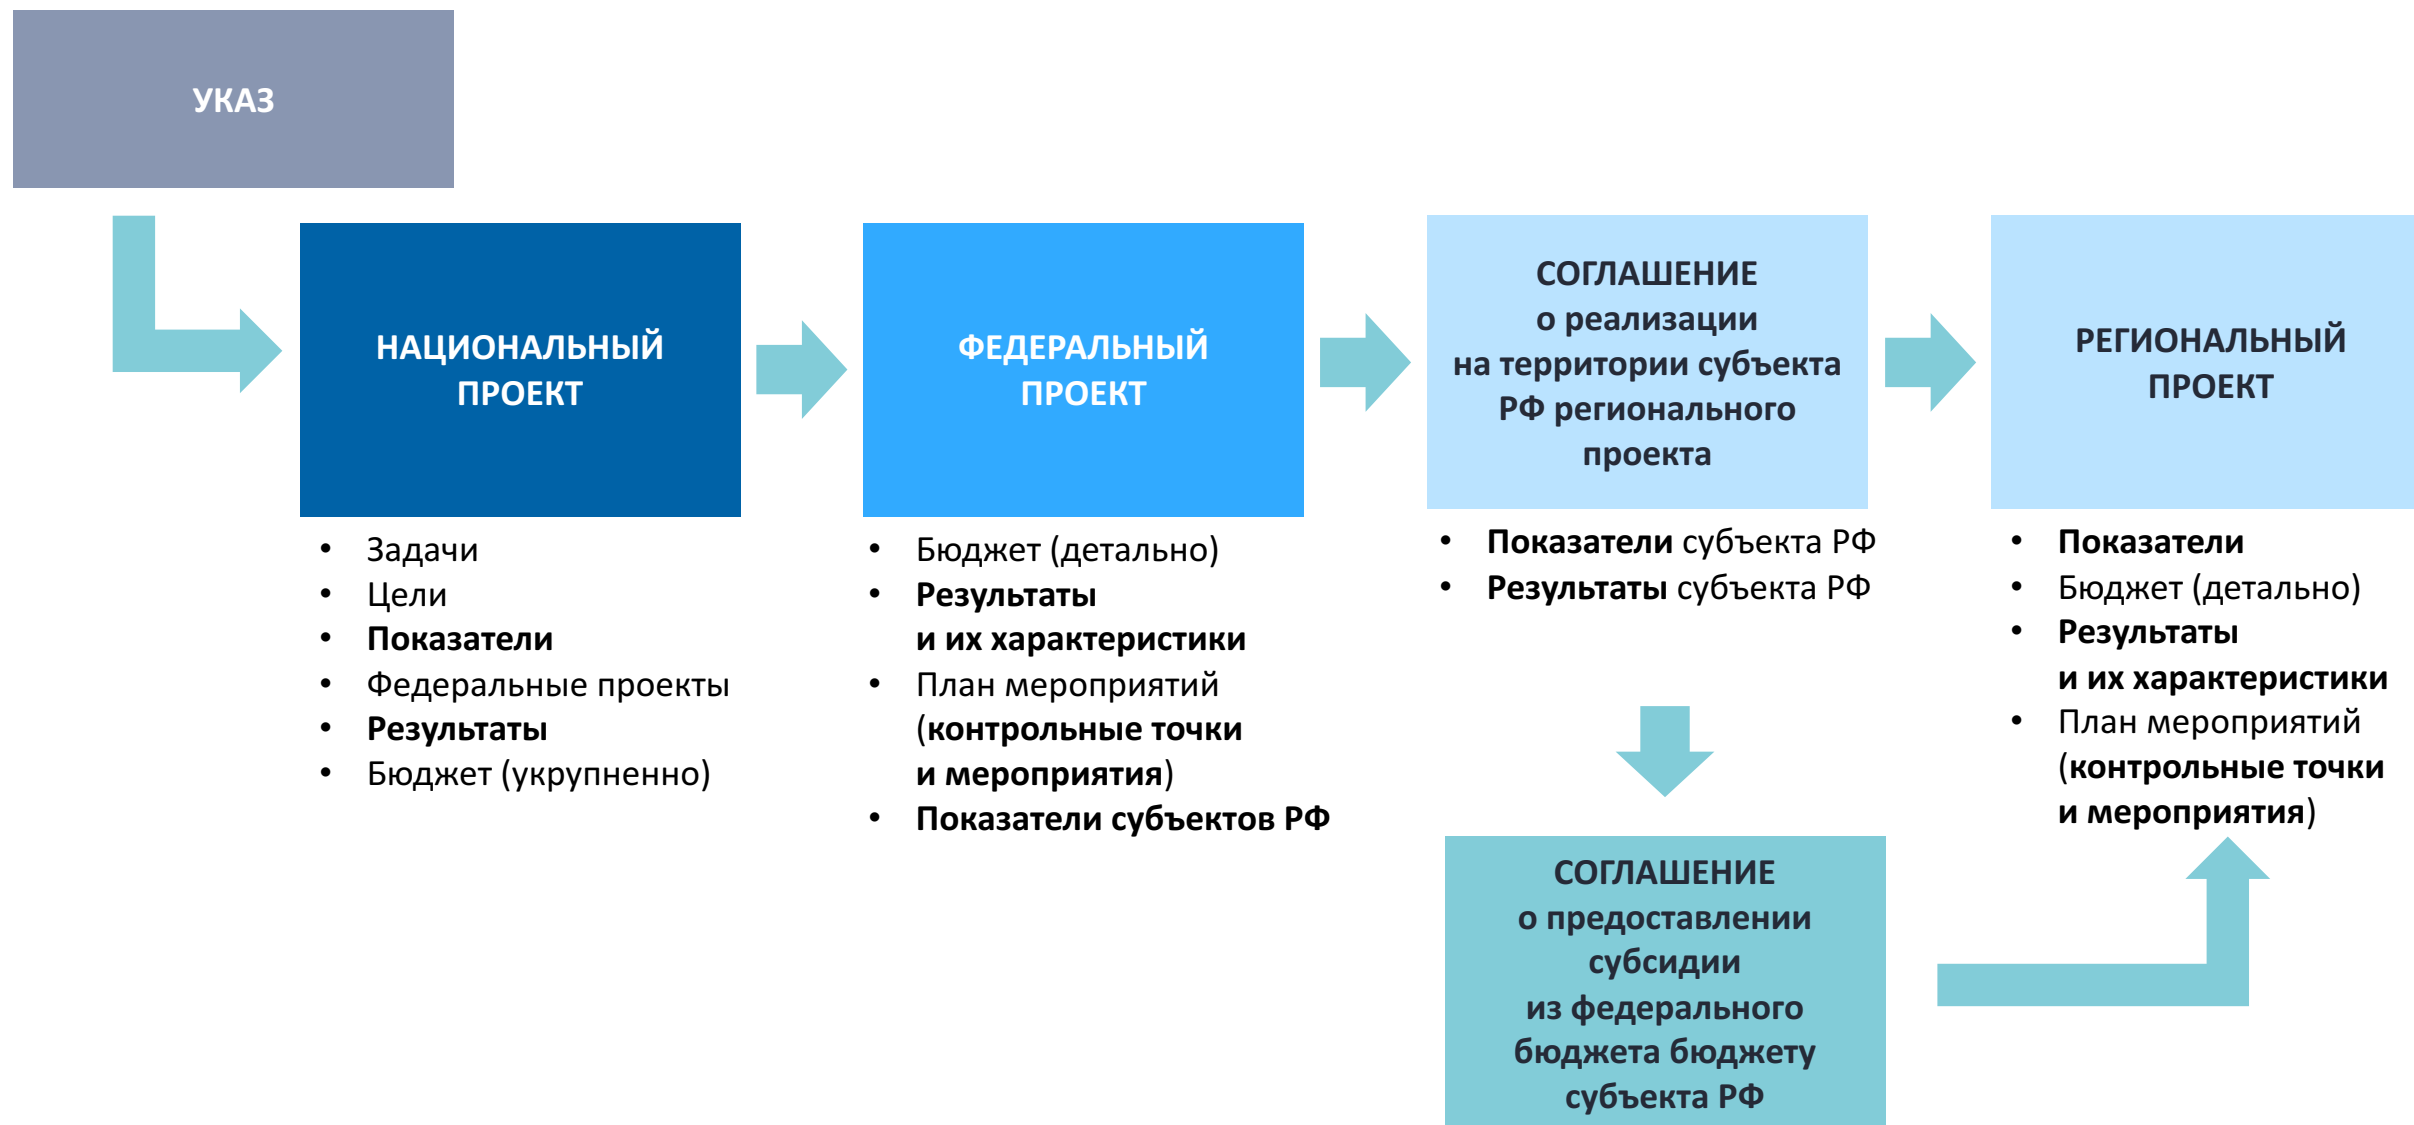 УКАЗ
НАЦИОНАЛЬНЫЙ
ПРОЕКТ
• Задачи
• Цели
• Показатели
• Федеральные проекты
• Результаты
• Бюджет (укрупненно)
ФЕДЕРАЛЬНЫЙ
ПРОЕКТ
• Бюджет (детально)
• Результаты
и их характеристики
• План мероприятий
(контрольные точки
и мероприятия)
• Показатели субъектов РФ
СОГЛАШЕНИЕ
о реализации
на территории субъекта
РФ регионального
проекта
• Показатели субъекта РФ
• Результаты субъекта РФ
СОГЛАШЕНИЕ
о предоставлении
субсидии
из федерального
бюджета бюджету
субъекта РФ
РЕГИОНАЛЬНЫЙ
ПРОЕКТ
• Показатели
• Бюджет (детально)
• Результаты
и их характеристики
• План мероприятий
(контрольные точки
и мероприятия)